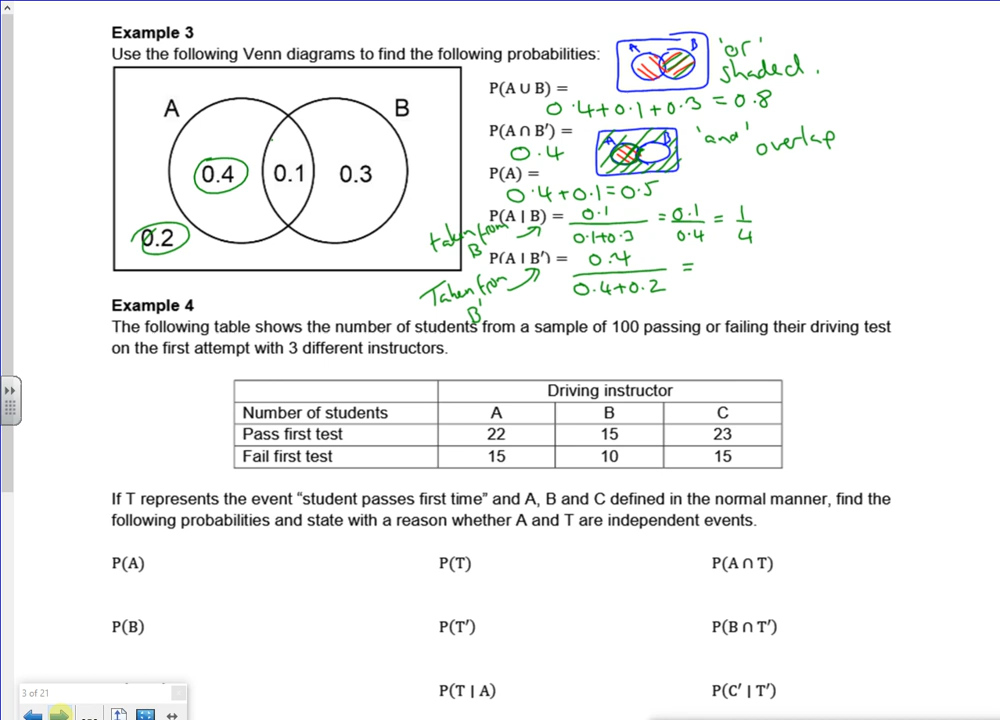 Example 3
Use the following Venn diagrams to find the following probabilities:
A B
'or'
shaded.
A B
0.4 0.1 0.3
0.2
P(A ∪ B) =
0.4+0.1+0.3 = 0.8
P(A ∩ B′) =
0.4
A B
'and' overlap
P(A) =
0.4+0.1=0.5
P(A | B) = 0.1/0.1+0.3 = 0.1/0.4 = 1/4
taken from B
P(A | B′) = 0.4/0.4+0.2 =
Taken from B'
Example 4
The following table shows the number of students from a sample of 100 passing or failing their driving test
on the first attempt with 3 different instructors.
Driving instructor
Number of students A B C
Pass first test 22 15 23
Fail first test 15 10 15
If T represents the event “student passes first time” and A, B and C defined in the normal manner, find the
following probabilities and state with a reason whether A and T are independent events.
P(A) P(T) P(A ∩ T)
P(B) P(T′) P(B ∩ T′)
P(T | A) P(C′ | T′)
3 of 21